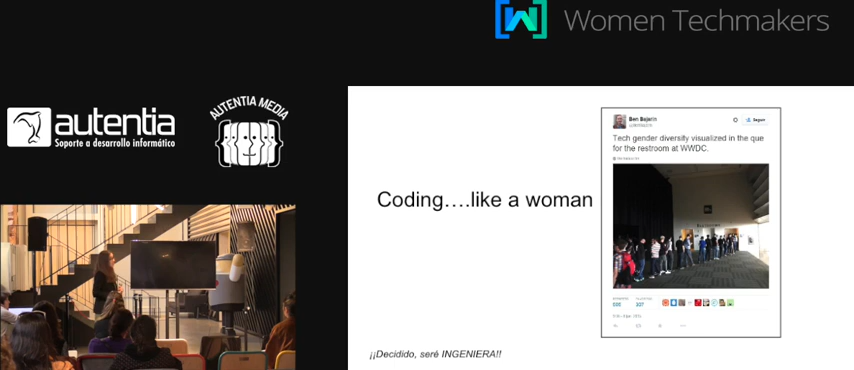 Women Techmakers
autentia
Soporte a desarrollo informático
AUTENTIA MEDIA
Coding....like a woman
Ben Bajarin
Seguir
Tech gender diversity visualized in the que
for the restroom at WWDC.
¡¡Decidido, seré INGENIERA!!